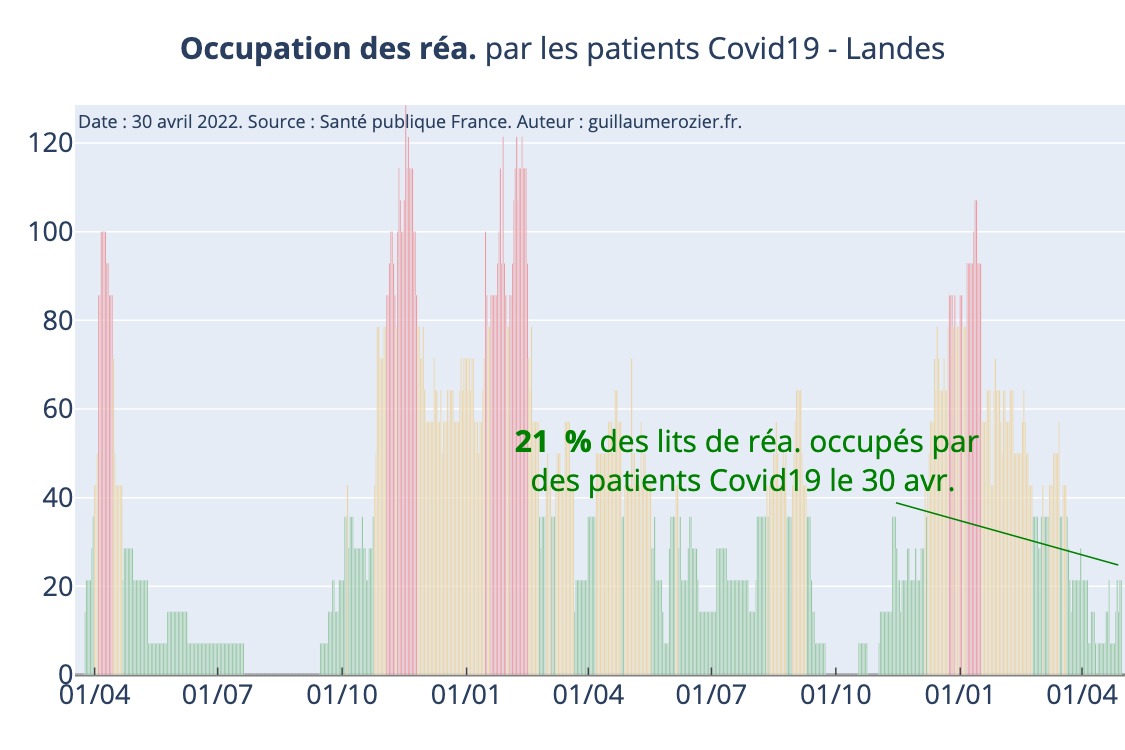 Occupation des réa. par les patients Covid19 - Landes
Date : 30 avril 2022. Source : Santé publique France. Auteur : guillaumerozier.fr.
120
100
80
60
40
20
0
21 % des lits de réa. occupés par
des patients Covid19 le 30 avr.
01/04 01/07 01/10 01/01 01/04 01/07 01/10 01/01 01/04